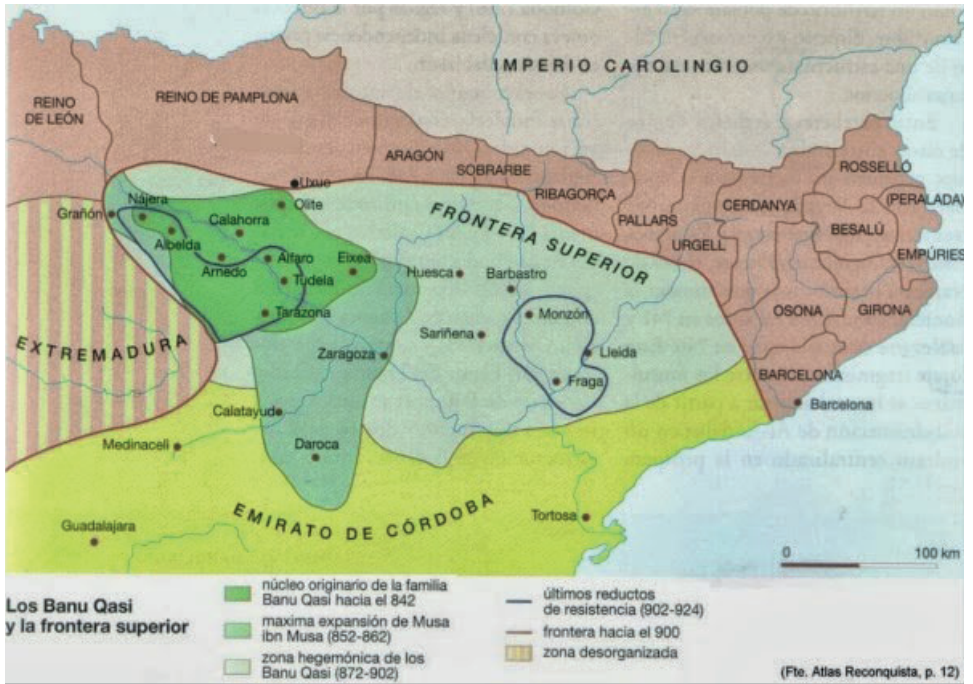 IMPERIO CAROLINGIO
REINO
DE LEÓN
REINO DE PAMPLONA
ARAGÓN
SOBRARBE
RIBAGORÇA
PALLARS
URGELL
CERDANYA
ROSSELLÓ
(PERALADA)
BESALÚ
EMPÚRIES
OSONA
GIRONA
BARCELONA
Barcelona
Uxue
Nájera
Olite
Grañón
Calahorra
Albelda
Arnedo
Alfaro
Eixea
Tudela
Tarazona
FRONTERA SUPERIOR
Huesca
Barbastro
Monzón
Sariñena
Lleida
Fraga
Zaragoza
EXTREMADURA
Calatayud
Medinaceli
Daroca
EMIRATO DE CÓRDOBA
Tortosa
Guadalajara
0 100 km
Los Banu Qasi
y la frontera superior
núcleo originario de la familia
Banu Qasi hacia el 842
maxima expansión de Musa
ibn Musa (852-862)
zona hegemónica de los
Banu Qasi (872-902)
últimos reductos
de resistencia (902-924)
frontera hacia el 900
zona desorganizada
(Fte. Atlas Reconquista, p. 12)